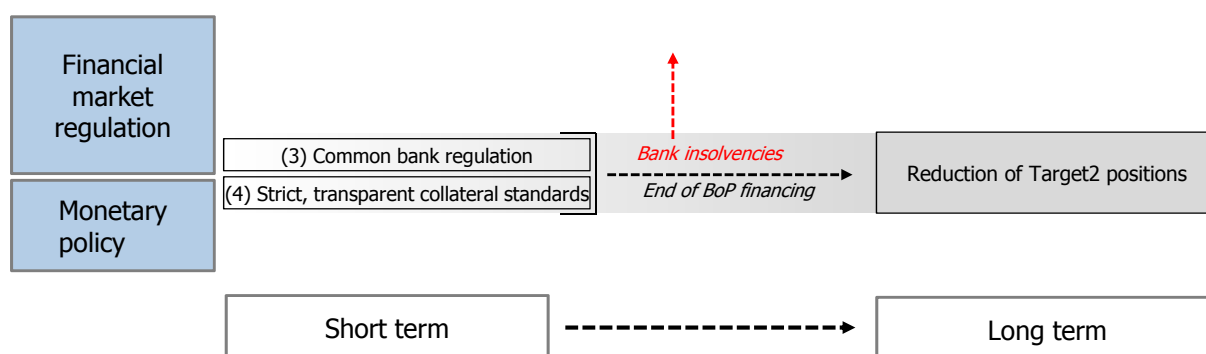 Financial
market
regulation
(3) Common bank regulation
(4) Strict, transparent collateral standards
Bank insolvencies
End of BoP financing
Reduction of Target2 positions
Monetary
policy
Short term
Long term